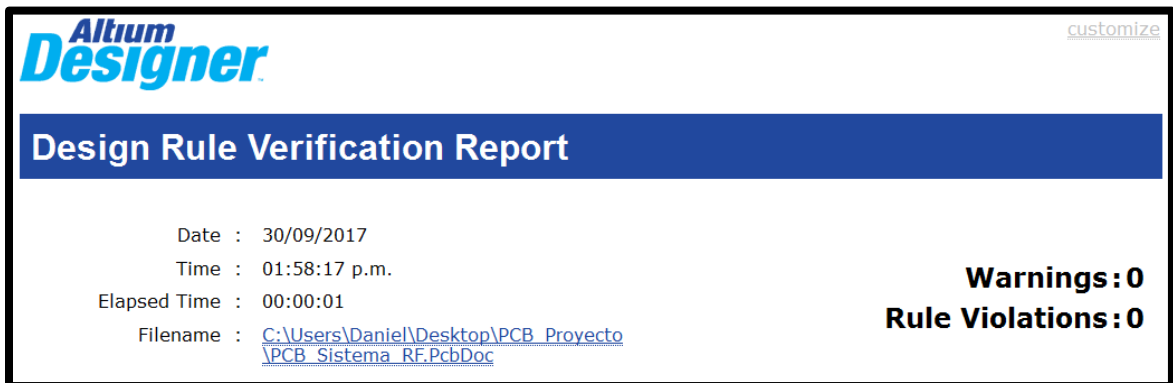 Altium
Designer
customize
Design Rule Verification Report
Date : 30/09/2017
Time : 01:58:17 p.m.
Elapsed Time : 00:00:01
Filename : C:\Users\Daniel\Desktop\PCB_Proyecto
\PCB_Sistema_RF.PcbDoc
Warnings:0
Rule Violations:0